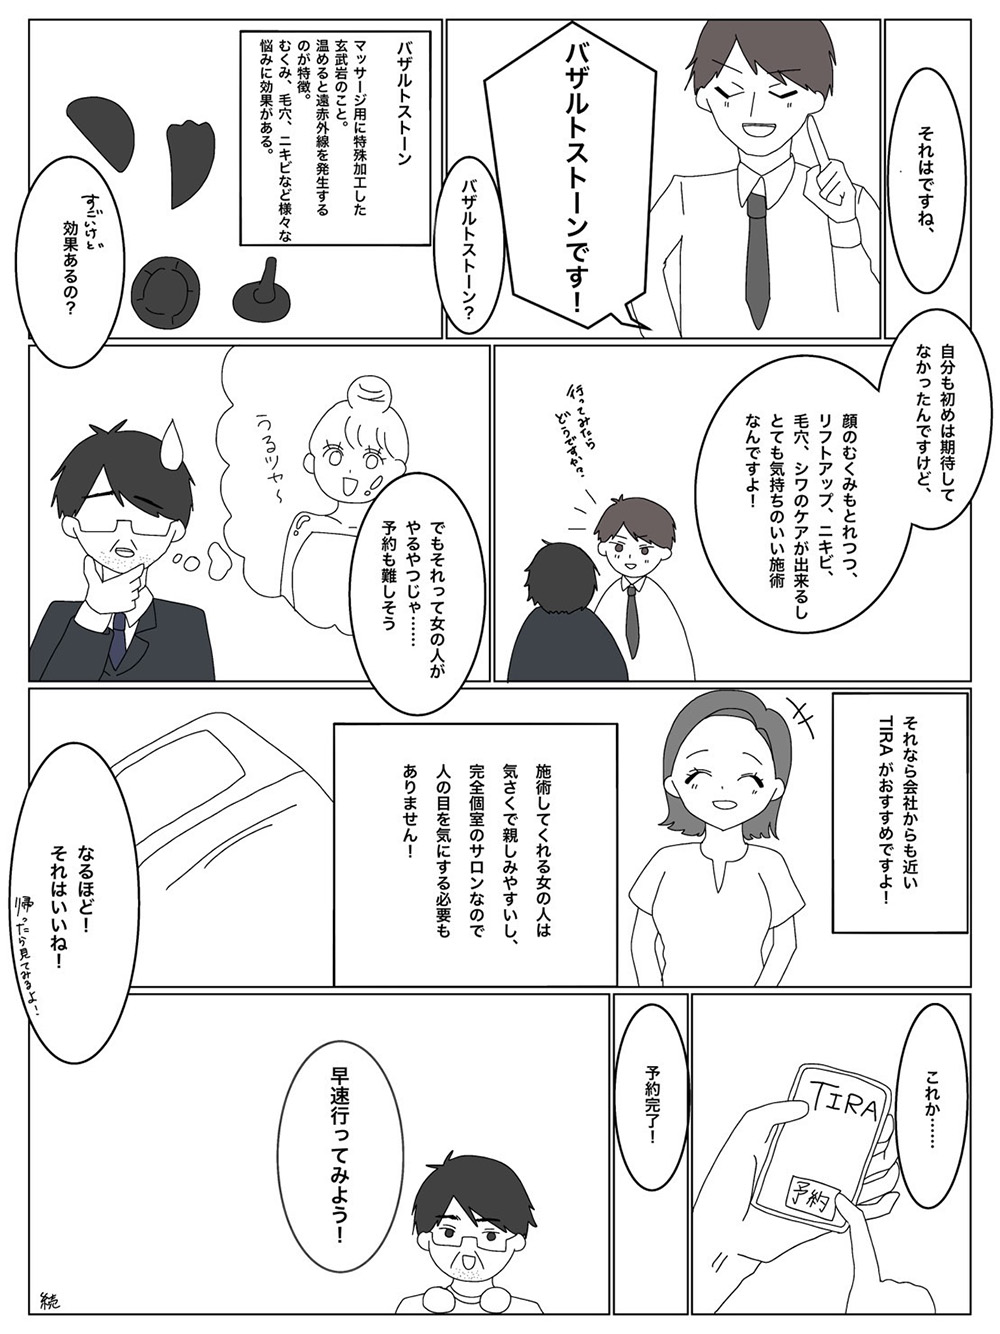 それはですね、
バザルトストーンです！
バザルトストーン？
バザルトストーン
マッサージ用に特殊加工した
玄武岩のこと。
温めると遠赤外線を発生する
のが特徴。
むくみ、毛穴、ニキビなど様々な
悩みに効果がある。
すごいけど
効果あるの？
自分も初めは期待して
なかったんですけど、
顔のむくみもとれつつ、
リフトアップ、ニキビ、
毛穴、シワのケアが出来るし
とても気持ちのいい施術
なんですよ！
行ってみたら
どうですか？
うるツヤ～
でもそれって女の人が
やるやつじゃ……
予約も難しそう
それなら会社からも近い
TIRAがおすすめですよ！
施術してくれる女の人は
気さくで親しみやすいし、
完全個室のサロンなので
人の目を気にする必要も
ありません！
なるほど！
それはいいね！
帰ったら見てみるよ！
これか……
TIRA
予約
予約完了！
早速行ってみよう！
続